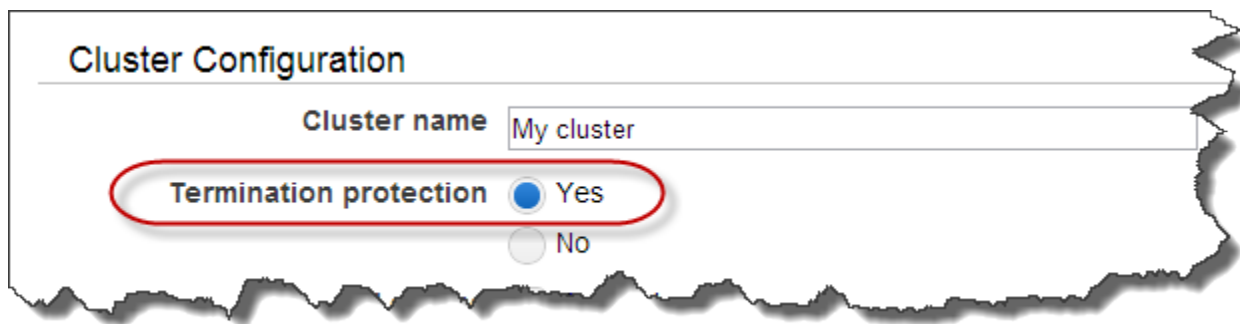 Cluster Configuration
Cluster name My cluster
Termination protection Yes
No